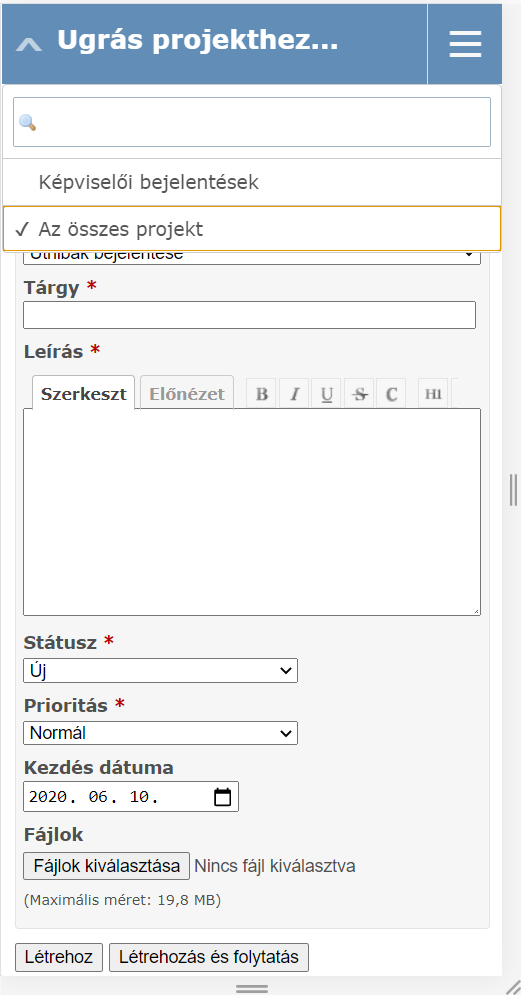 Ugrás projekthez...
Képviselői bejelentések
✓ Az összes projekt
Úthibák bejelentése
Tárgy *
Leírás *
Szerkeszt Előnézet B I U S C H1
Státusz *
Új
Prioritás *
Normál
Kezdés dátuma
2020. 06. 10.
Fájlok
Fájlok kiválasztása Nincs fájl kiválasztva
(Maximális méret: 19,8 MB)
Létrehoz Létrehozás és folytatás